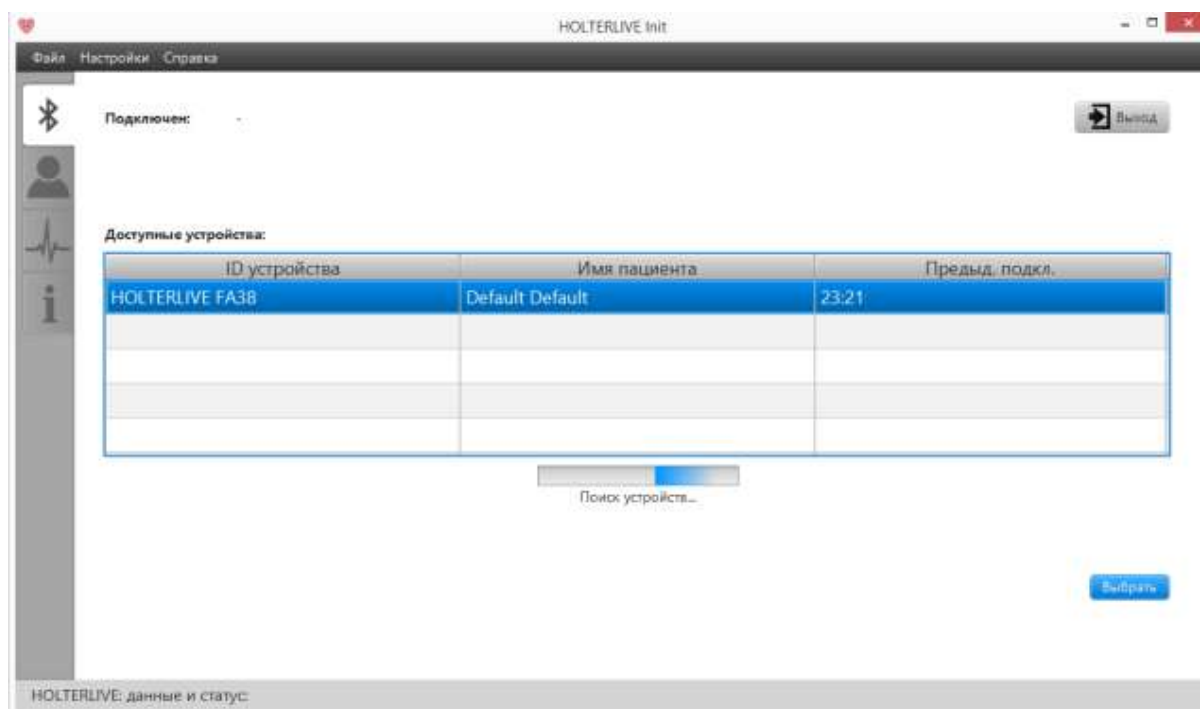 HOLTERLIVE Init
Файл Настройки Справка
Подключен: -
Выход
Доступные устройства:
ID устройства Имя пациента Предыд. подкл.
HOLTERLIVE FA38 Default Default 23:21
Поиск устройств...
Выбрать
HOLTERLIVE: данные и статус: